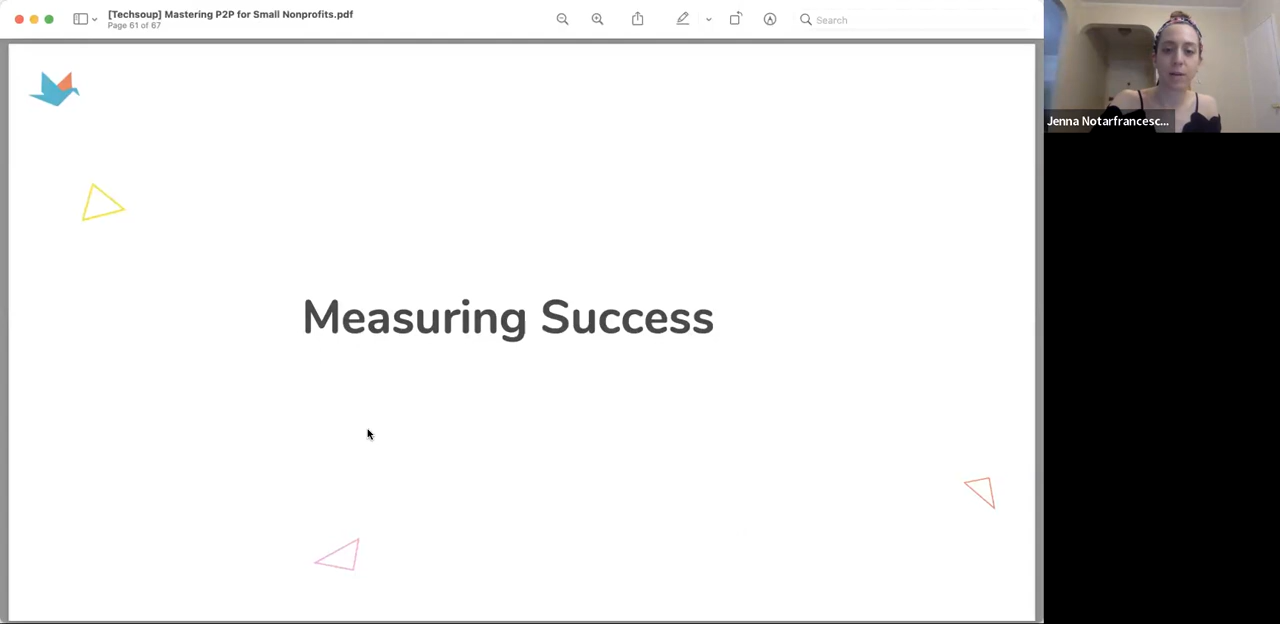 [Techsoup] Mastering P2P for Small Nonprofits.pdf
Page 61 of 67
Search
Jenna Notarfrancesc...
Measuring Success